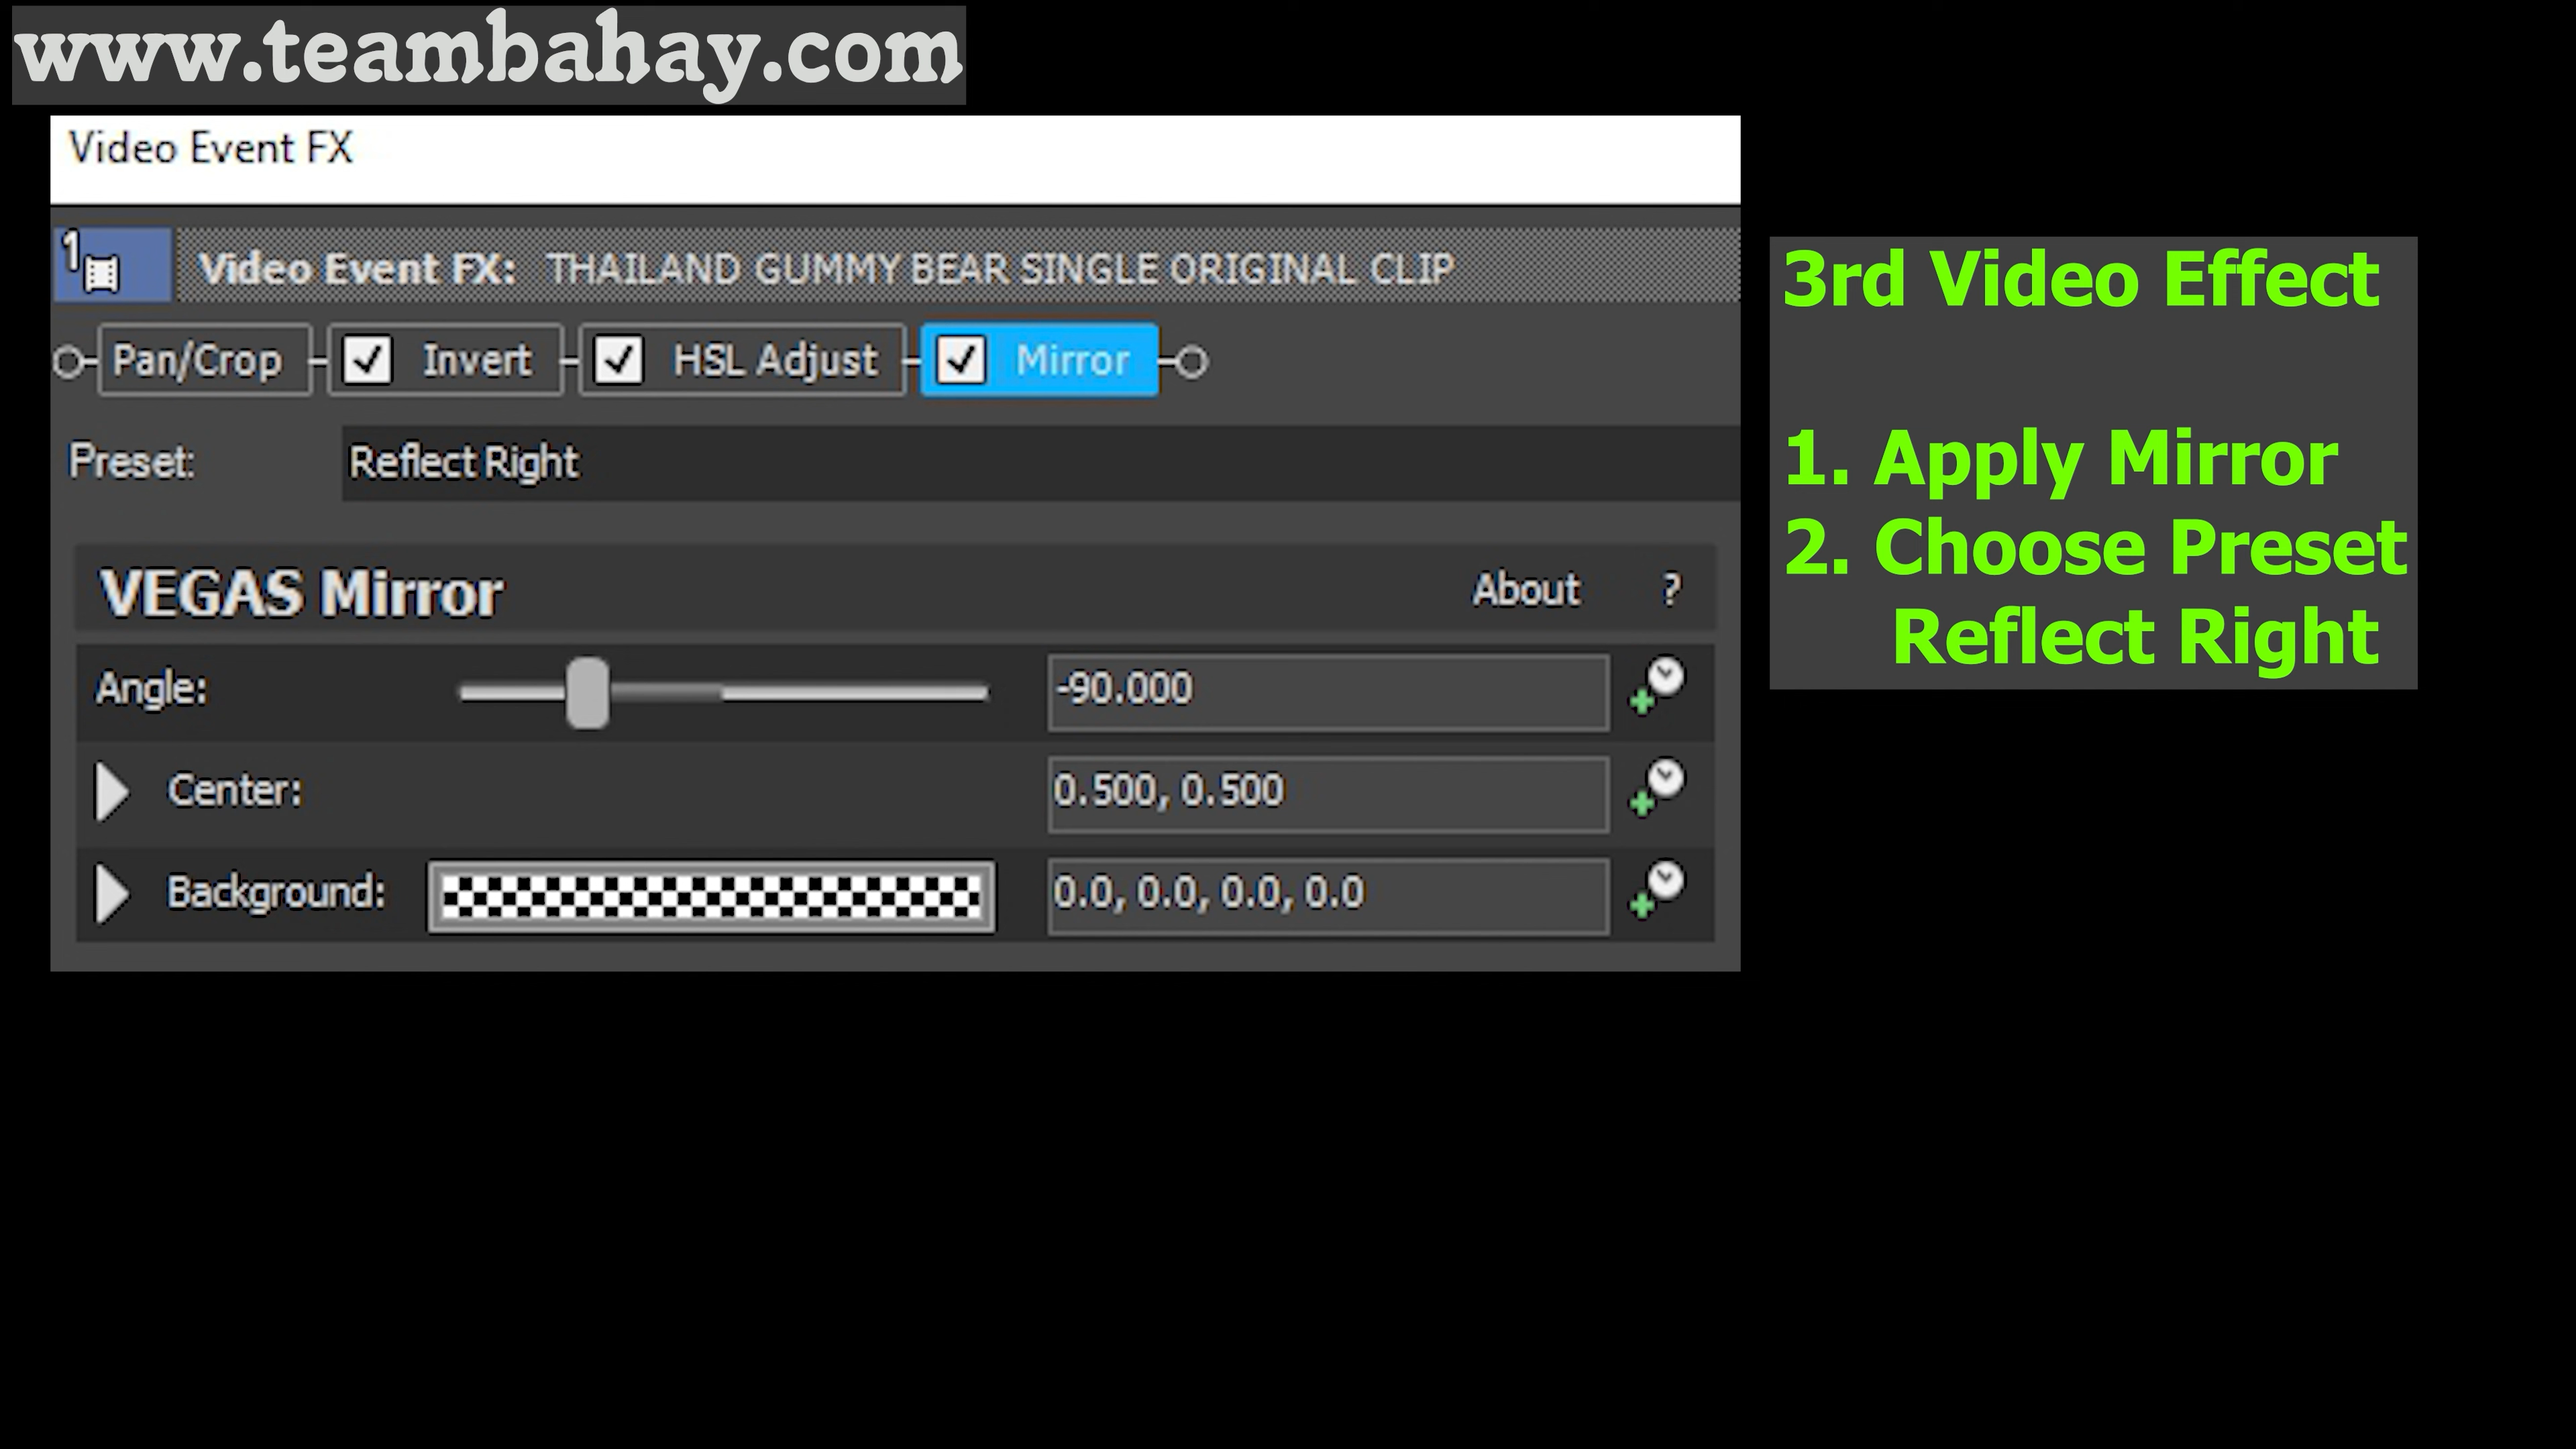 www.teambahay.com
Video Event FX
1
Video Event FX: THAILAND GUMMY BEAR SINGLE ORIGINAL CLIP
Pan/Crop Invert HSL Adjust Mirror
Preset: Reflect Right
VEGAS Mirror About ?
Angle: -90.000
Center: 0.500, 0.500
Background: 0.0, 0.0, 0.0, 0.0
3rd Video Effect
1. Apply Mirror
2. Choose Preset
Reflect Right